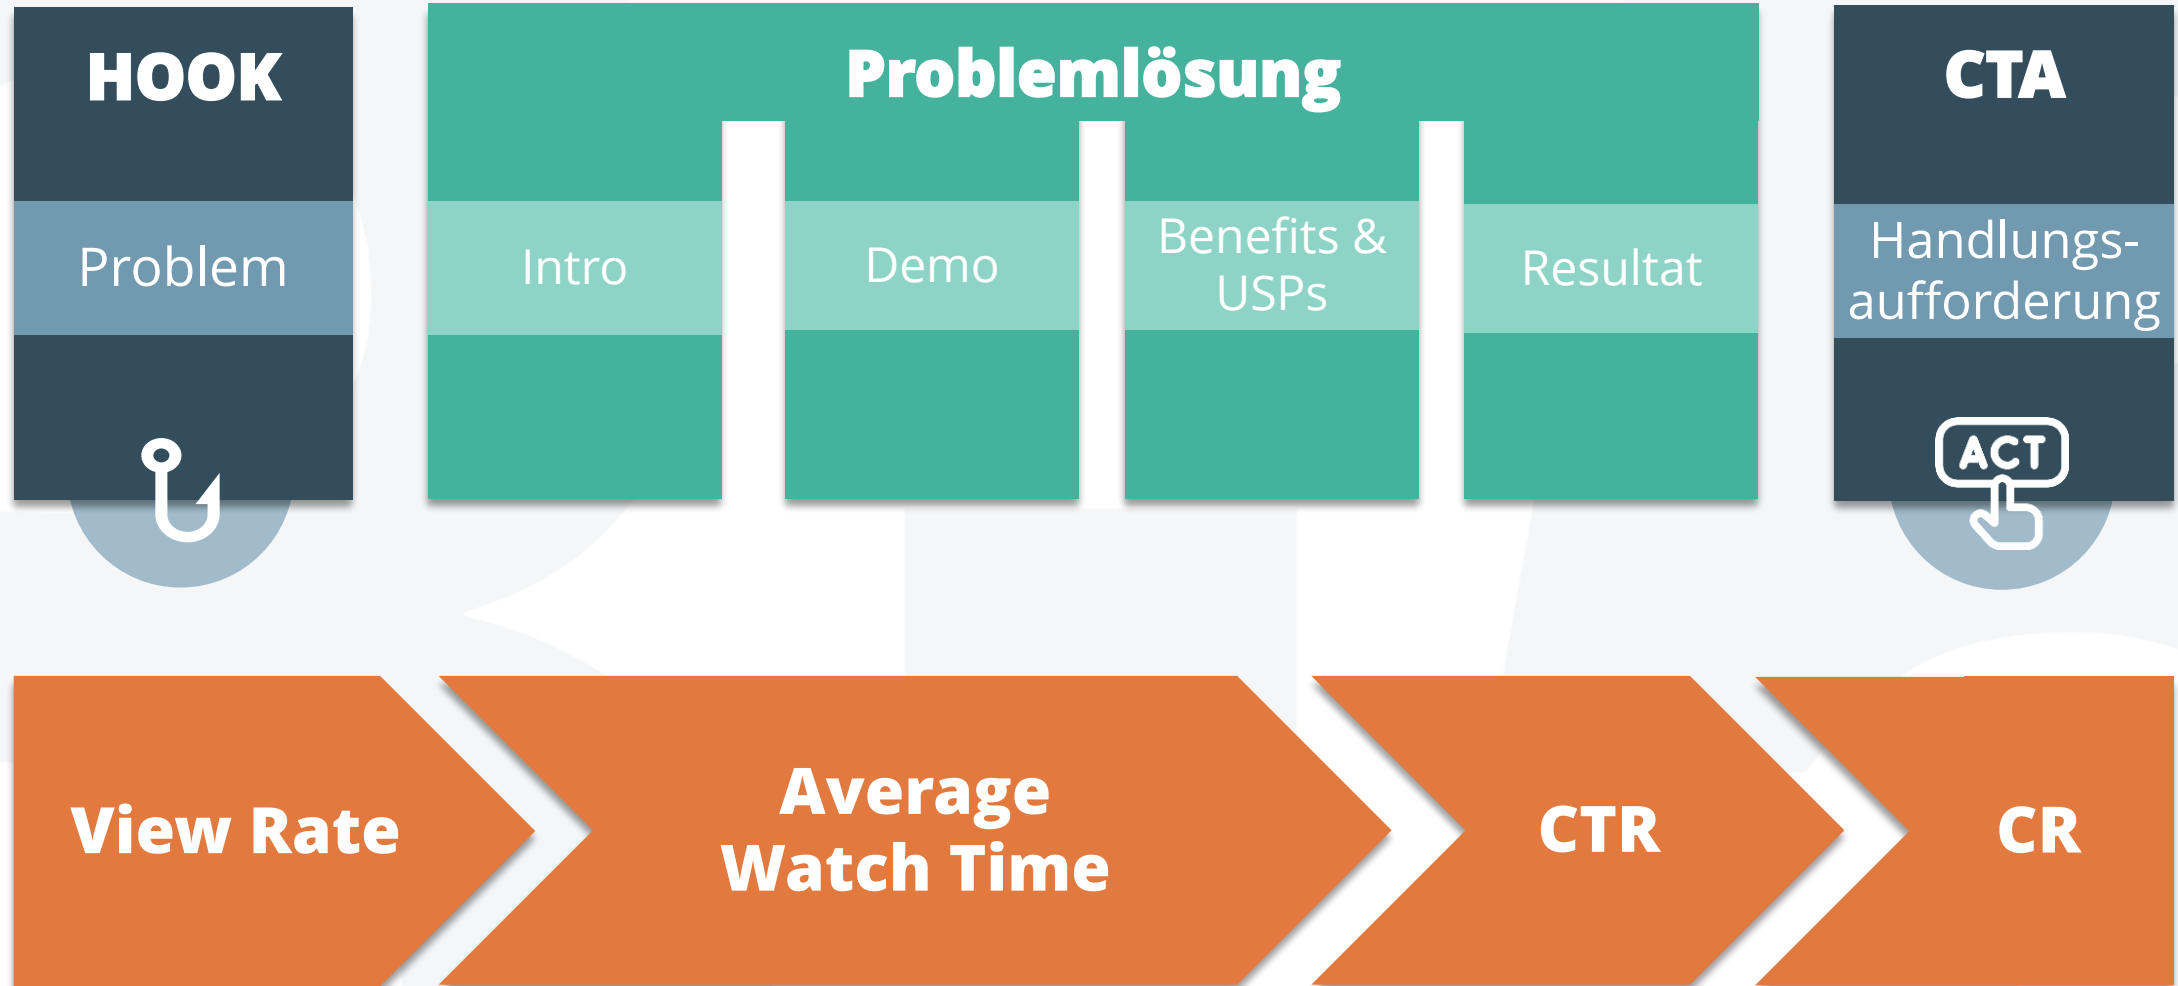 HOOK
Problemlösung
CTA
Problem
Intro
Demo
Benefits &
USPs
Resultat
Handlungs-
aufforderung
ACT
View Rate
Average
Watch Time
CTR
CR